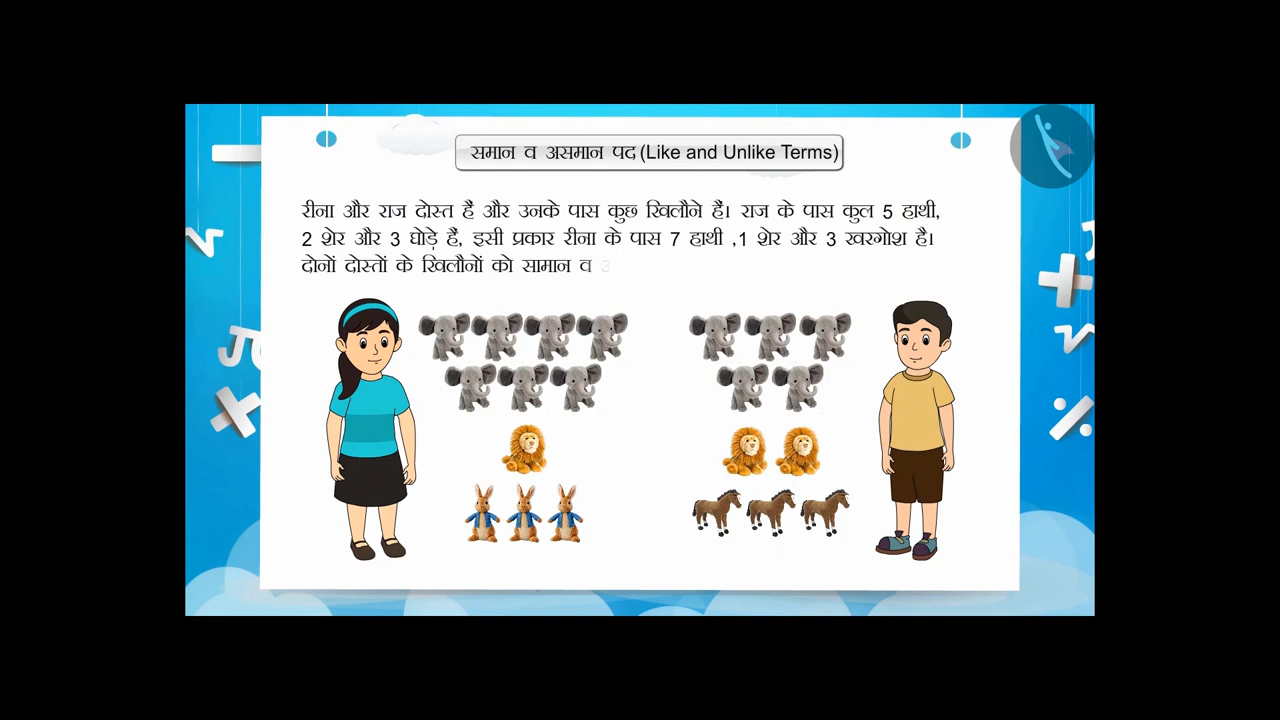 समान व असमान पद (Like and Unlike Terms)
रीना और राज दोस्त है और उनके पास कुछ खिलौने हैं। राज के पास कुल 5 हाथी,
2 शेर और 3 घोड़े हैं, इसी प्रकार रीना के पास 7 हाथी ,1 शेर और 3 खरगोश है।
दोनों दोस्तों के खिलौनों को सामान व